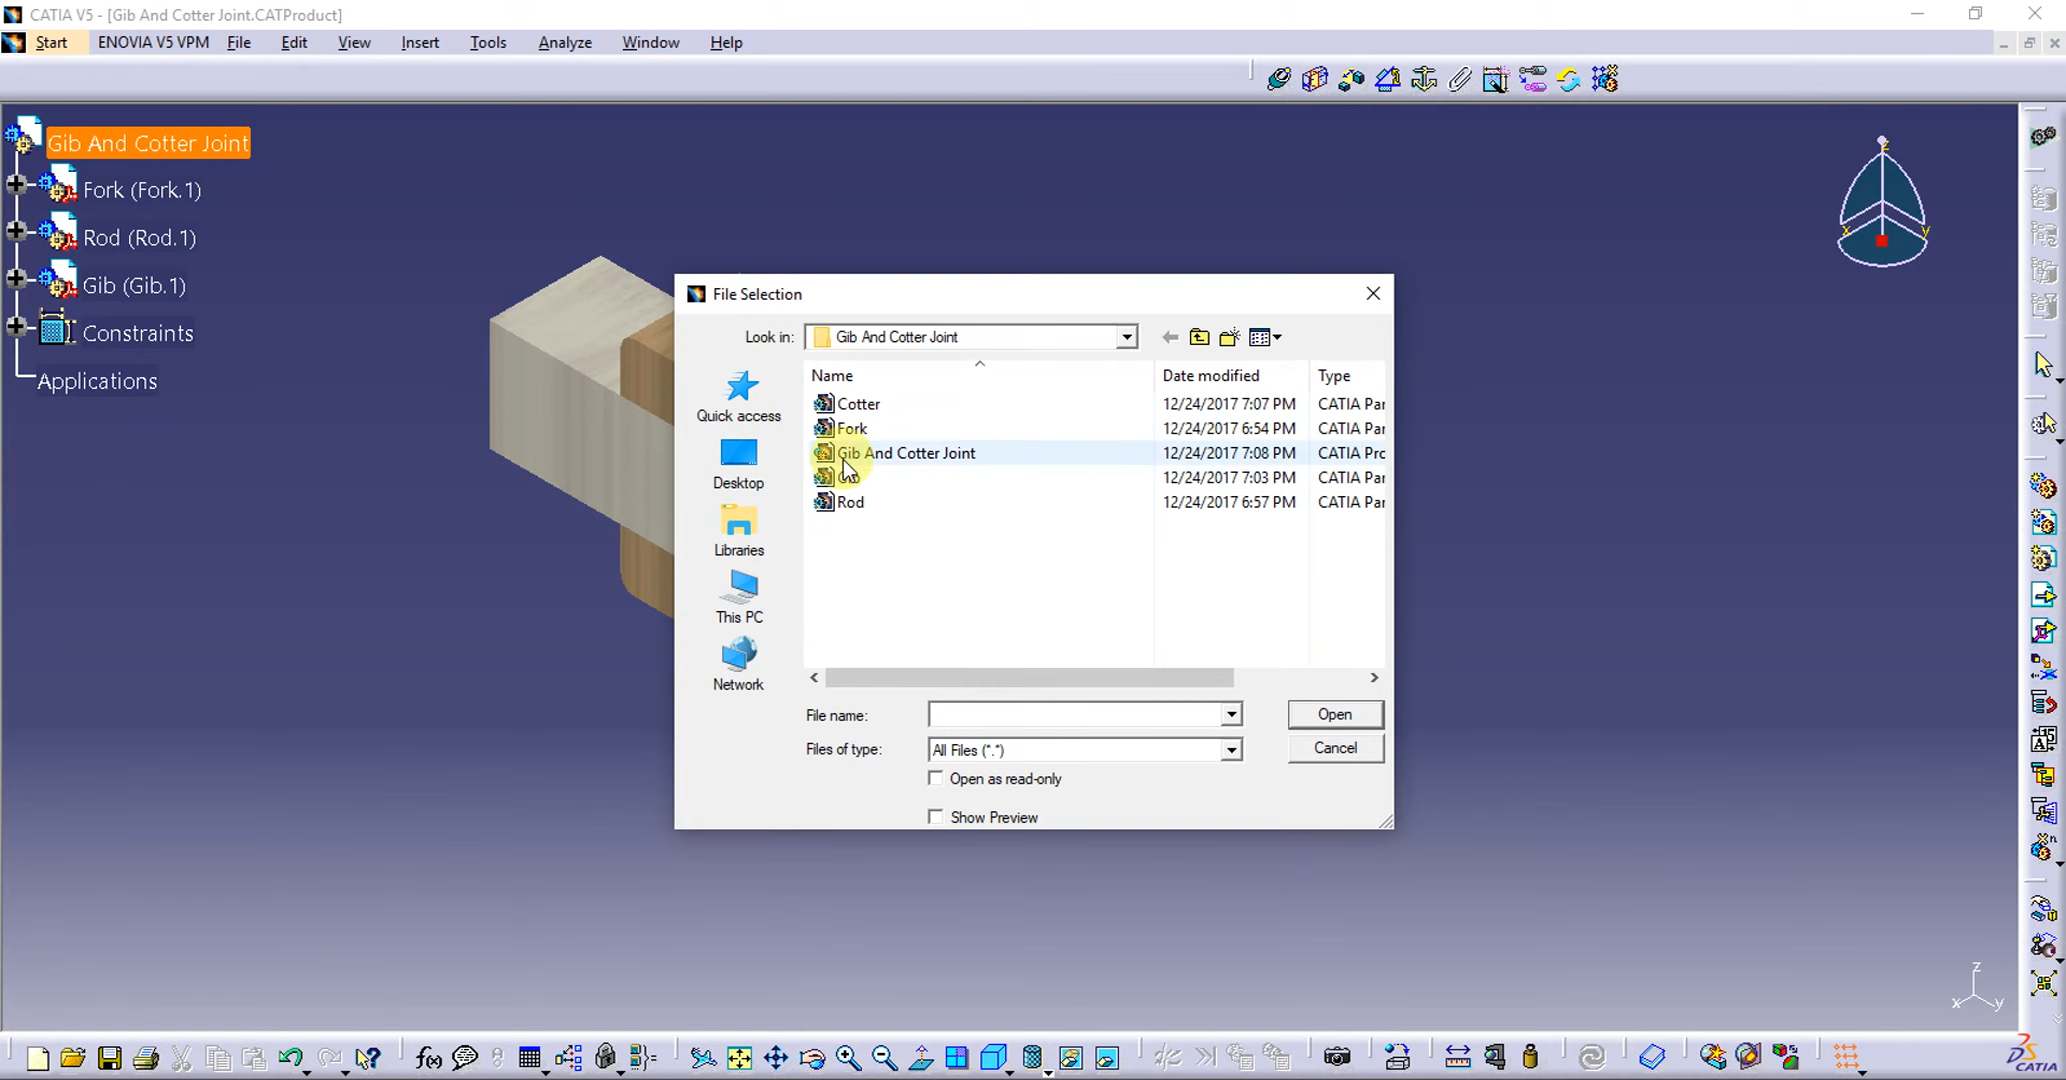 CATIA V5 - [Gib And Cotter Joint.CATProduct]
Start ENOVIA V5 VPM File Edit View Insert Tools Analyze Window Help
Gib And Cotter Joint
Fork (Fork.1)
Rod (Rod.1)
Gib (Gib.1)
Constraints
Applications
z
x y
File Selection
Look in: Gib And Cotter Joint
Name Date modified Type
Cotter 12/24/2017 7:07 PM CATIA Par
Fork 12/24/2017 6:54 PM CATIA Par
Gib And Cotter Joint 12/24/2017 7:08 PM CATIA Pro
12/24/2017 7:03 PM CATIA Par
Rod 12/24/2017 6:57 PM CATIA Par
Quick access
Desktop
Libraries
This PC
Network
File name: Open
Files of type: All Files (*.*) Cancel
Open as read-only
Show Preview
z
x y
f(x)
CATIA